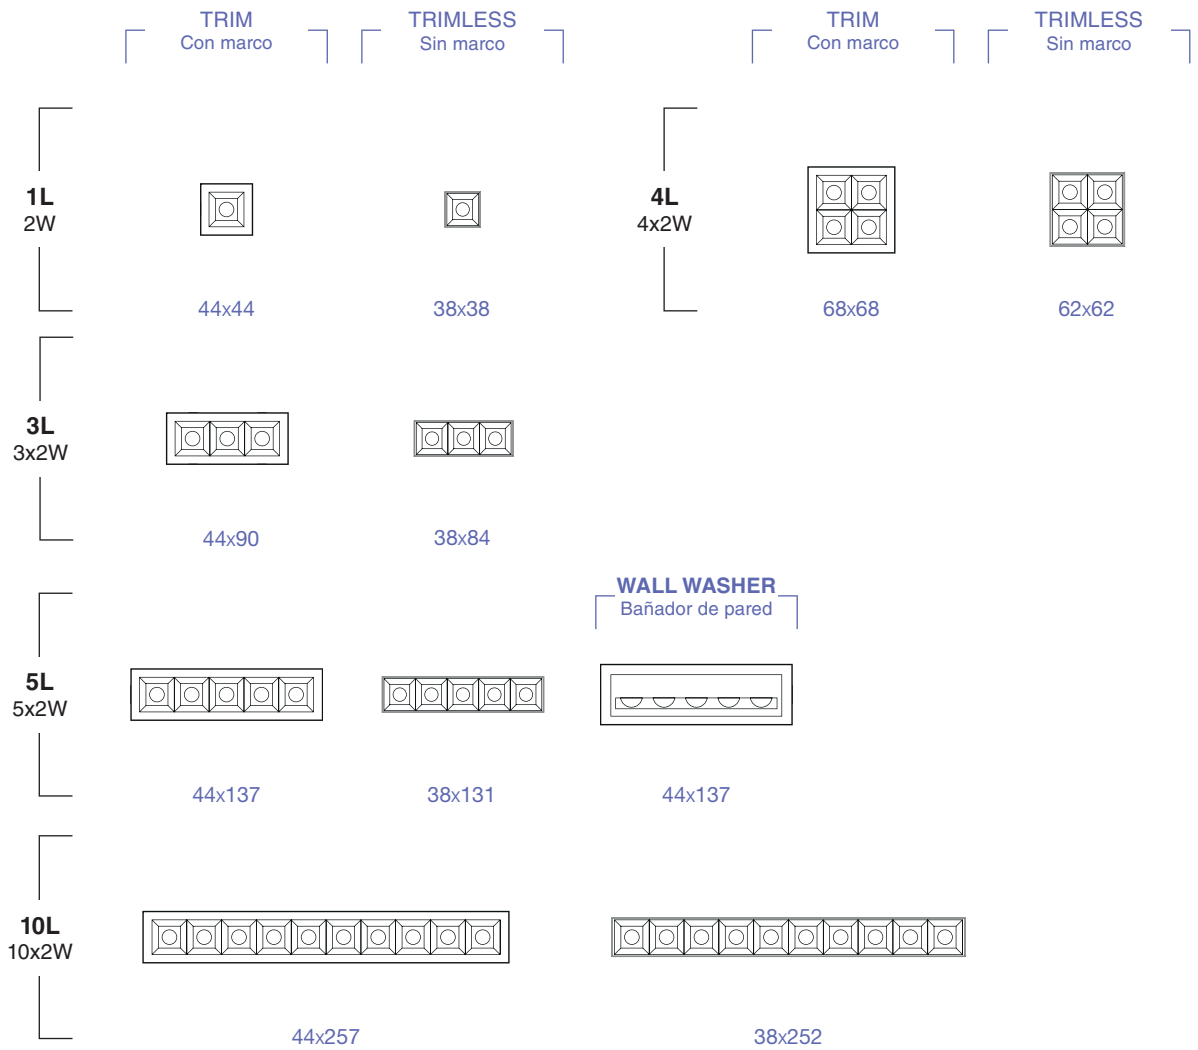 TRIM
Con marco
TRIMLESS
Sin marco
TRIM
Con marco
TRIMLESS
Sin marco
1L
2W
44x44
38x38
4L
4x2W
68x68
62x62
3L
3x2W
44x90
38x84
WALL WASHER
Bañador de pared
5L
5x2W
44x137
38x131
44x137
10L
10x2W
44x257
38x252